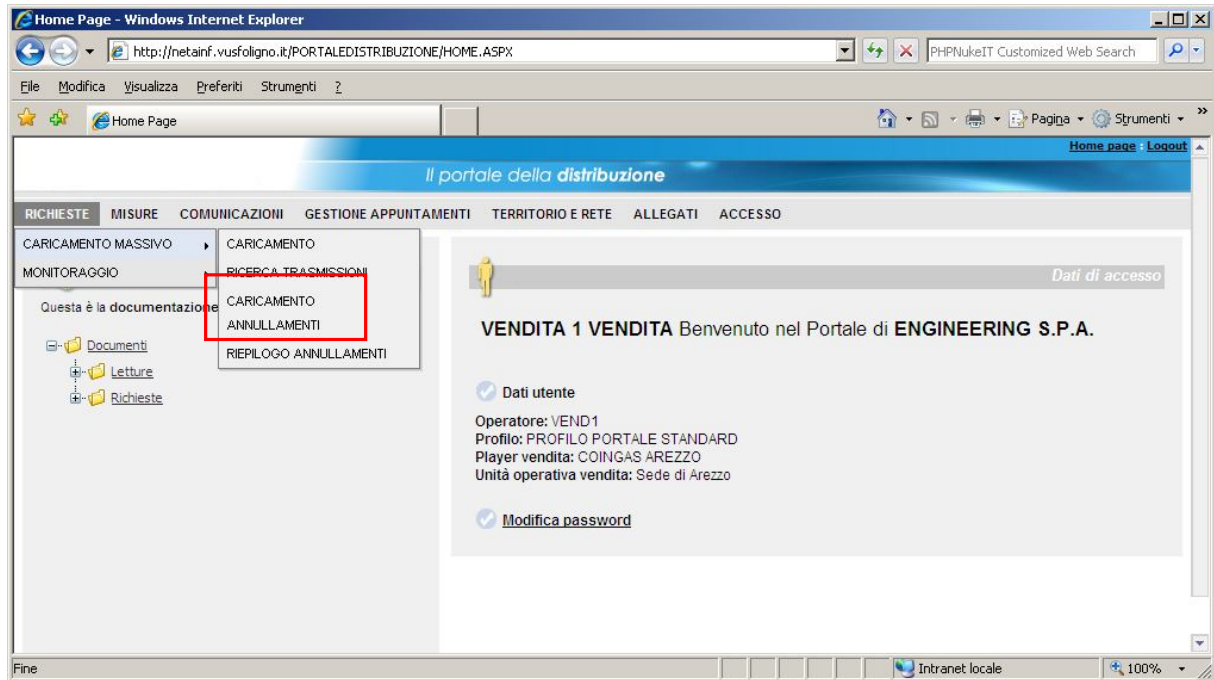 Home Page - Windows Internet Explorer
http://netainf.vusfoligno.it/PORTALEDISTRIBUZIONE/HOME.ASPX
PHPNukeIT Customized Web Search
File Modifica Visualizza Preferiti Strumenti ?
Home Page
Pagina Strumenti »
Home page : Logout
Il portale della distribuzione
RICHIESTE MISURE COMUNICAZIONI GESTIONE APPUNTAMENTI TERRITORIO E RETE ALLEGATI ACCESSO
CARICAMENTO MASSIVO
MONITORAGGIO
CARICAMENTO
RICERCA TRASMISSIONI
CARICAMENTO
ANNULLAMENTI
RIEPILOGO ANNULLAMENTI
Questa è la documentazione
Documenti
Letture
Richieste
Dati di accesso
VENDITA 1 VENDITA Benvenuto nel Portale di ENGINEERING S.P.A.
Dati utente
Operatore: VEND1
Profilo: PROFILO PORTALE STANDARD
Player vendita: COINGAS AREZZO
Unità operativa vendita: Sede di Arezzo
Modifica password
Fine
Intranet locale
100%